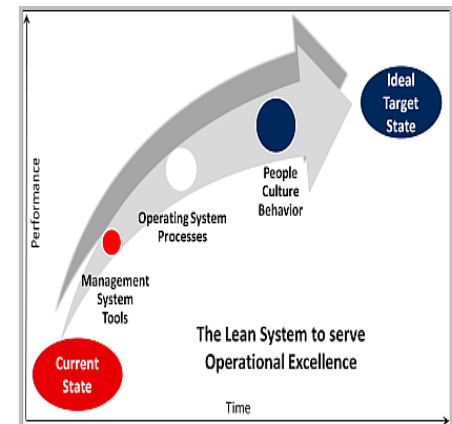 Ideal
Target
State
People
Culture
Behavior
Operating System
Processes
Performance
Management
System
Tools
The Lean System to serve
Operational Excellence
Current
State
Time